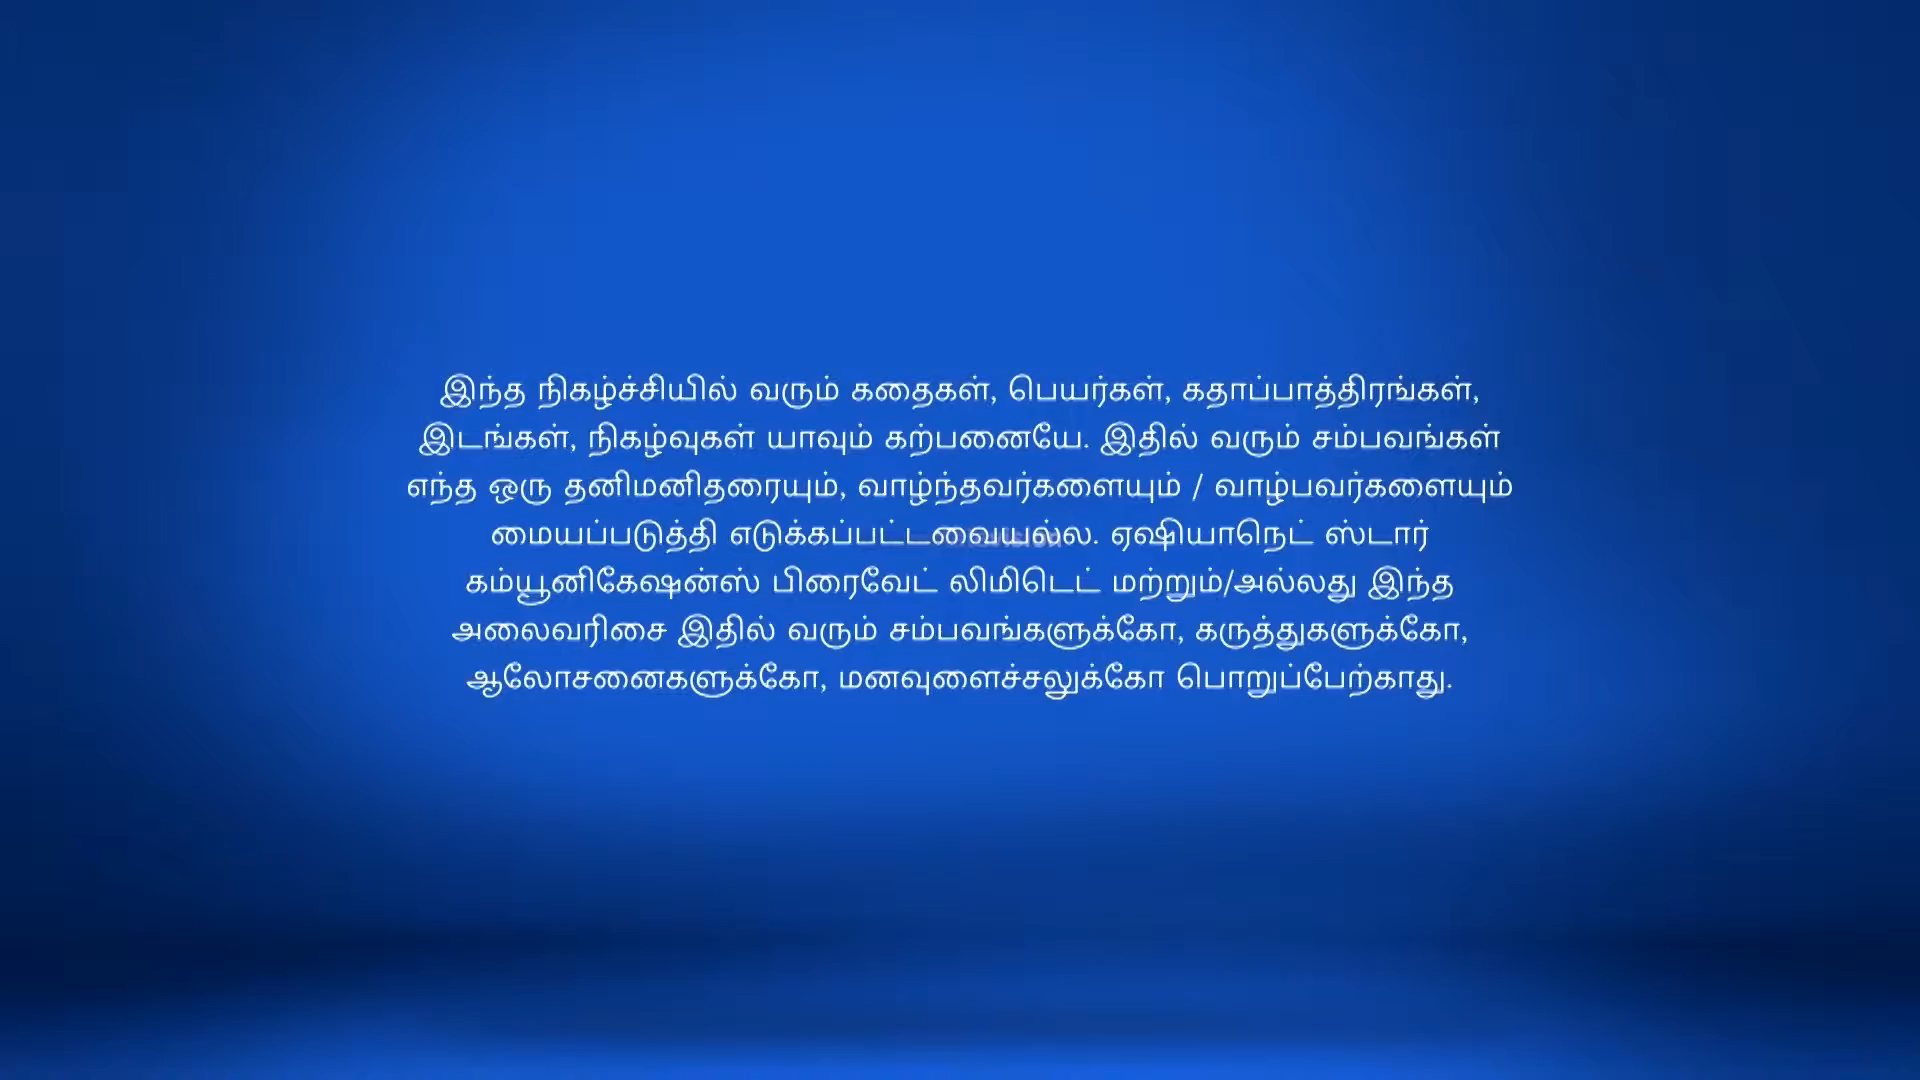 இந்த நிகழ்ச்சியில் வரும் கதைகள், பெயர்கள், கதாப்பாத்திரங்கள்,
இடங்கள், நிகழ்வுகள் யாவும் கற்பனையே. இதில் வரும் சம்பவங்கள்
எந்த ஒரு தனிமனிதரையும், வாழ்ந்தவர்களையும் / வாழ்பவர்களையும்
மையப்படுத்தி எடுக்கப்பட்டவையல்ல. ஏஷியாநெட் ஸ்டார்
கம்யூனிகேஷன்ஸ் பிரைவேட் லிமிடெட் மற்றும்/அல்லது இந்த
அலைவரிசை இதில் வரும் சம்பவங்களுக்கோ, கருத்துகளுக்கோ,
ஆலோசனைகளுக்கோ, மனவுளைச்சலுக்கோ பொறுப்பேற்காது.